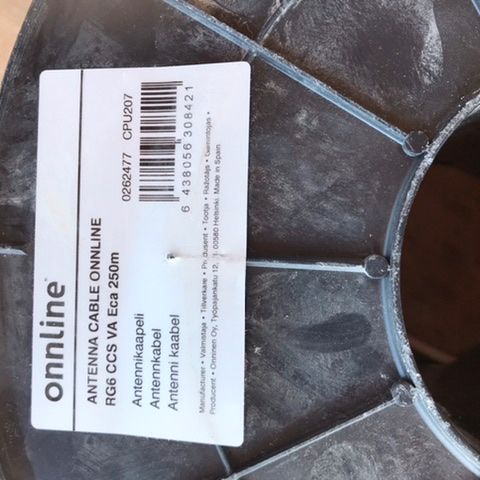 onnline
ANTENNA CABLE ONNLINE
RG6 CCS VA Eca 250m
0262477 CPU207
6 438056 308421
Antennikaapeli
Antennkabel
Antenni kaabel
Manufacturer • Valmistaja • Tillverkare • Produsent • Tootja • Ražotājs • Gamintojas •
Producent • Onninen Oy, Työpajankatu 12, 00580 Helsinki. Made in Spain